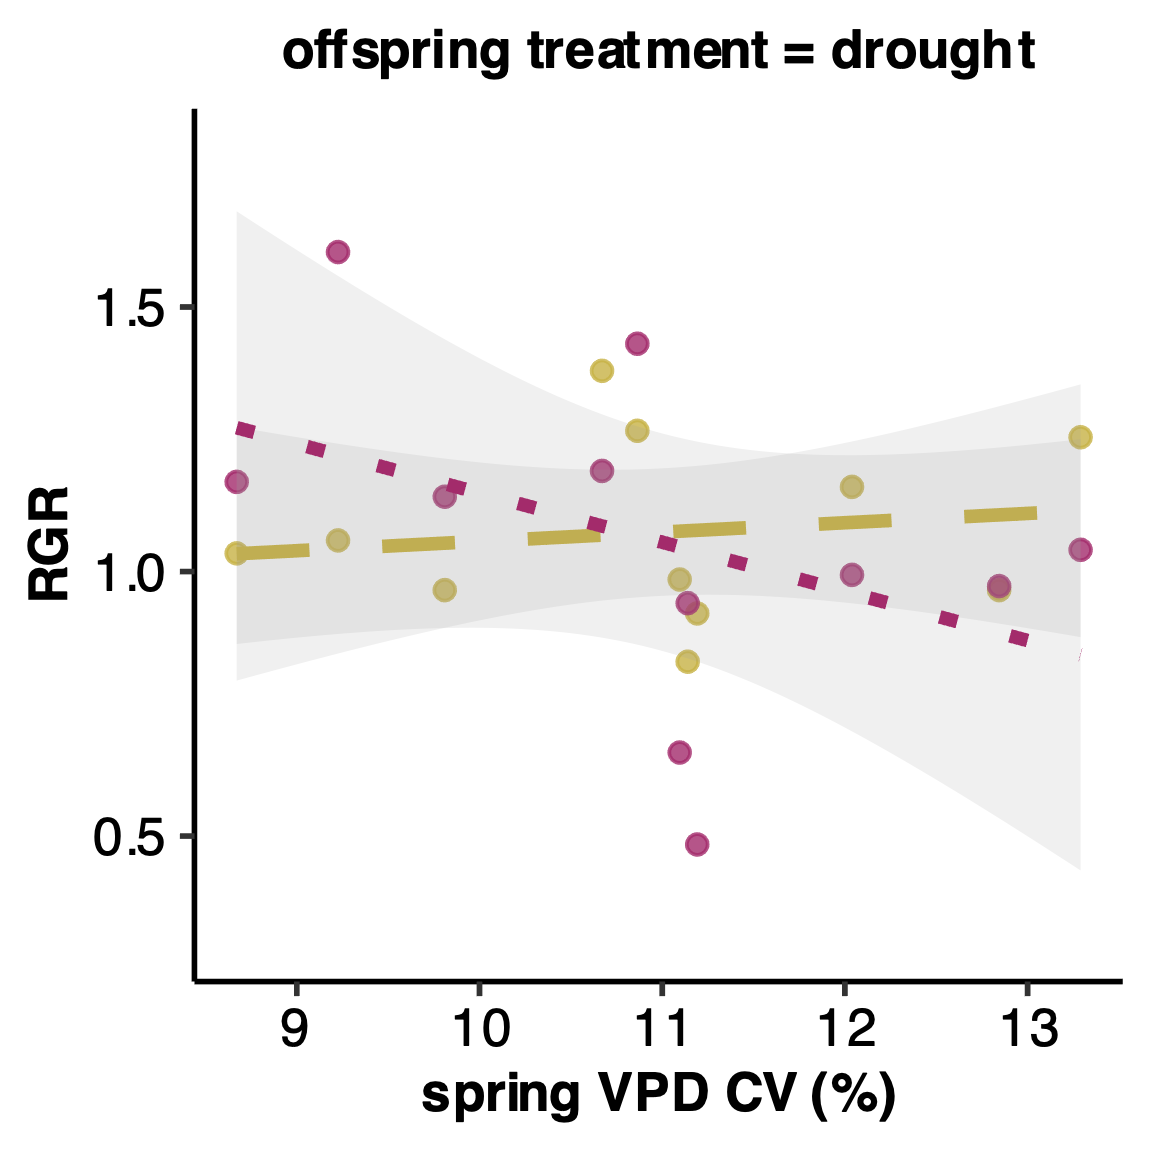 offspring treatment = drought
RGR
1.5
1.0
0.5
9 10 11 12 13
spring VPD CV (%)